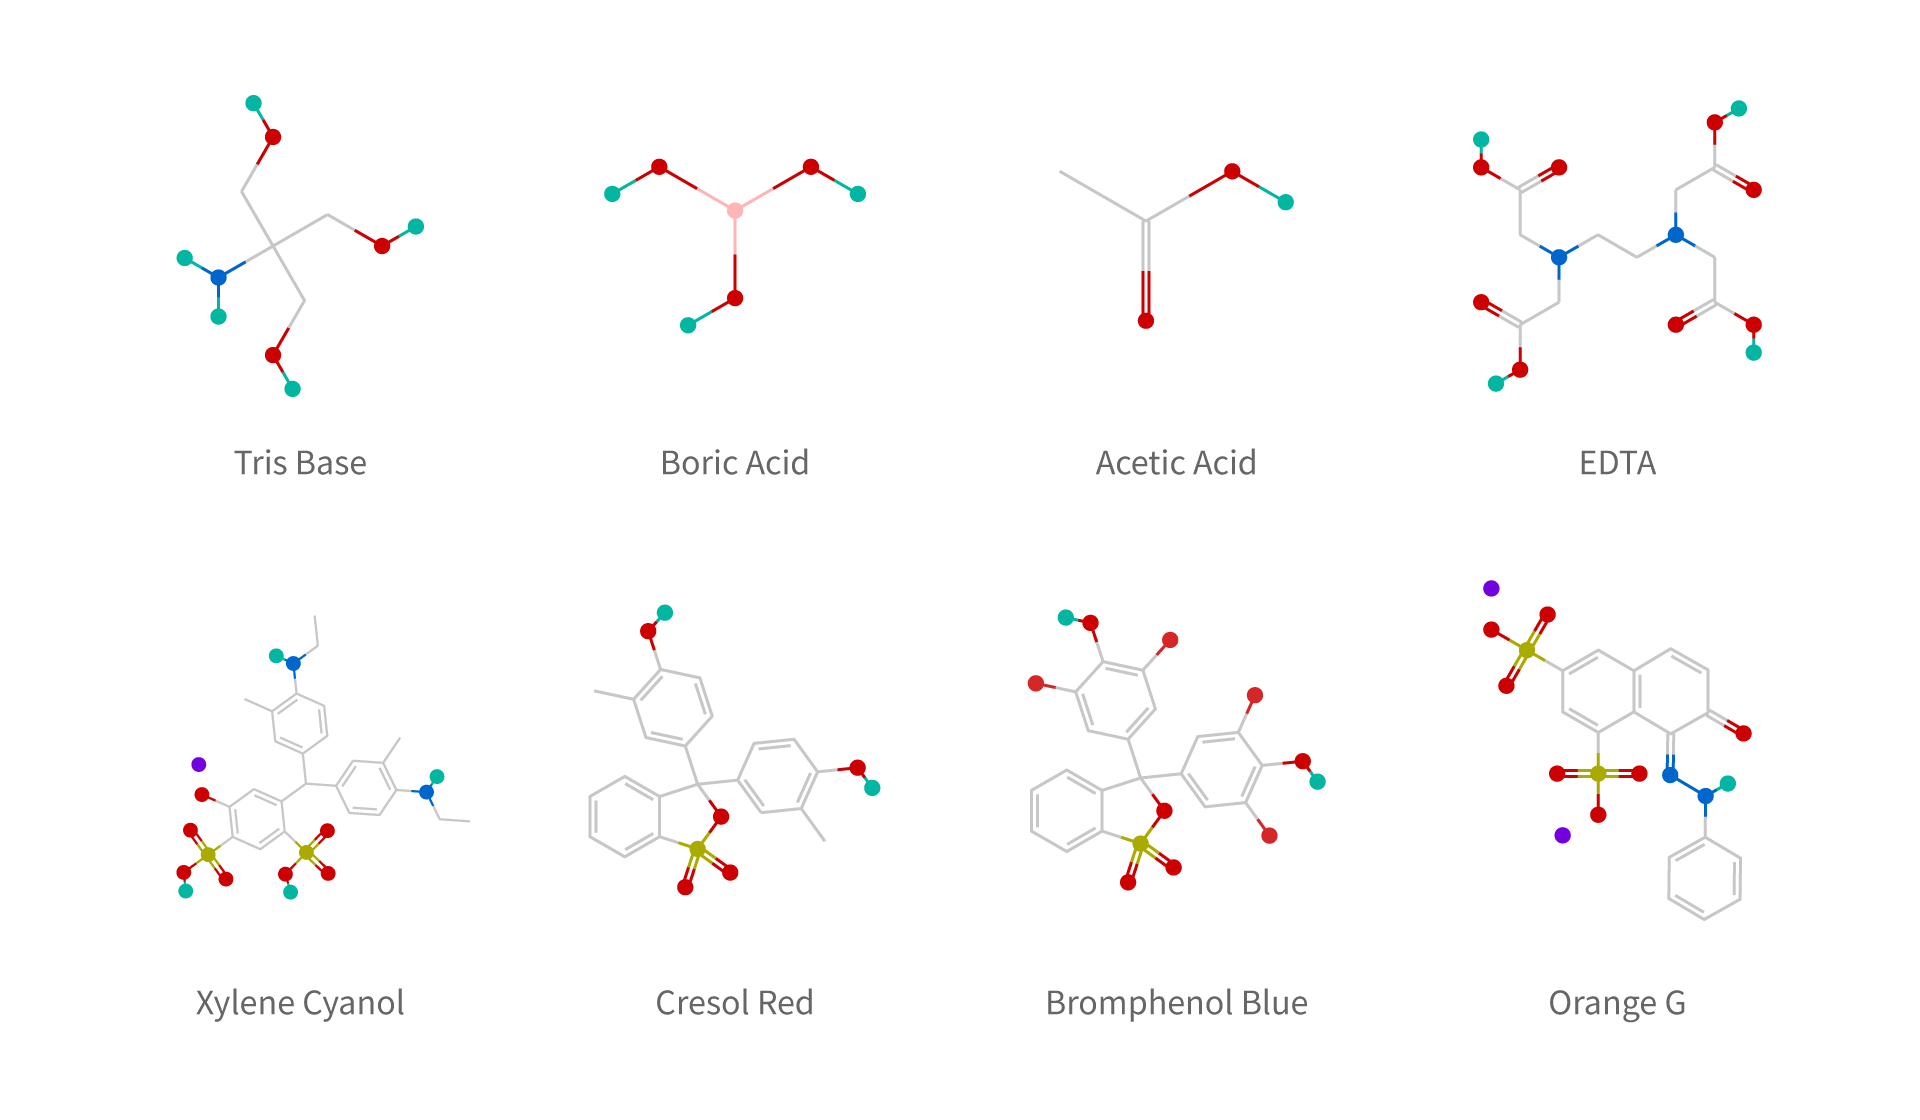 Tris Base
Boric Acid
Acetic Acid
EDTA
Xylene Cyanol
Cresol Red
Bromphenol Blue
Orange G